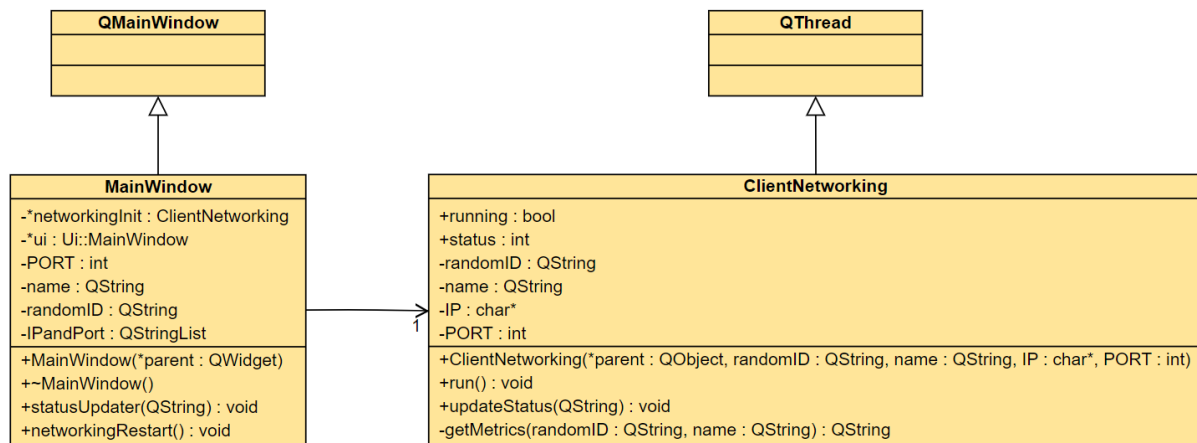 QMainWindow
QThread
MainWindow
-*networkingInit : ClientNetworking
-*ui : Ui::MainWindow
-PORT : int
-name : QString
-randomID : QString
-IPandPort : QStringList
+MainWindow(*parent : QWidget)
+~MainWindow()
+statusUpdater(QString) : void
+networkingRestart() : void
1
ClientNetworking
+running : bool
+status : int
-randomID : QString
-name : QString
-IP : char*
-PORT : int
+ClientNetworking(*parent : QObject, randomID : QString, name : QString, IP : char*, PORT : int)
+run() : void
+updateStatus(QString) : void
-getMetrics(randomID : QString, name : QString) : QString